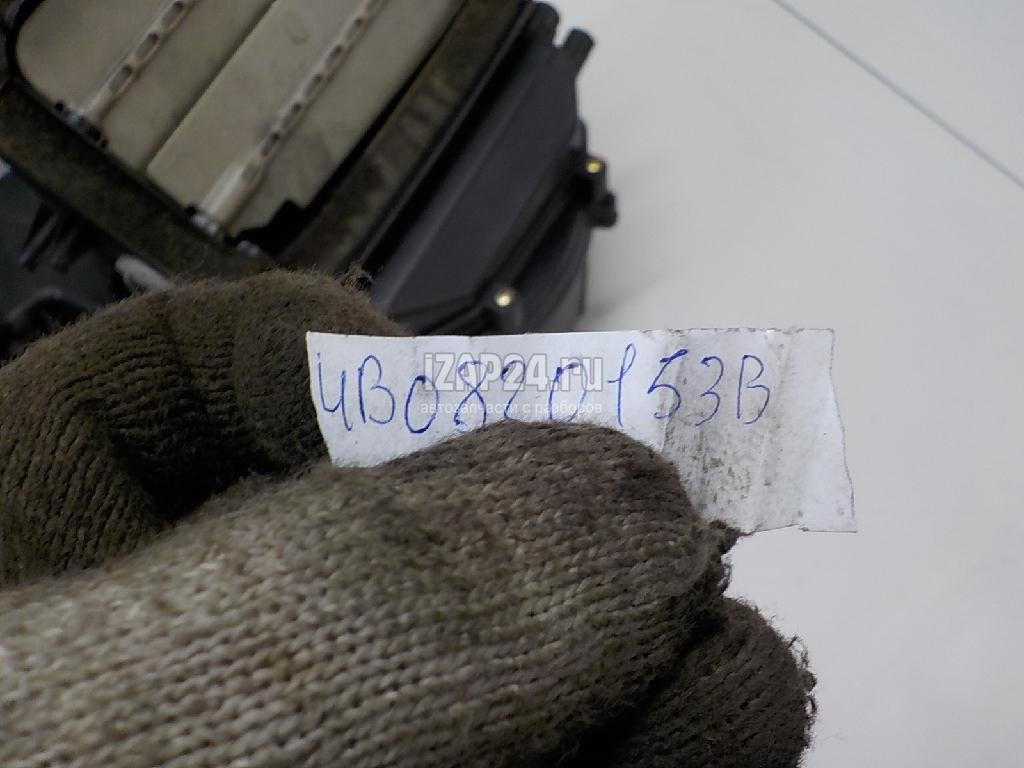 4B0820153B
iZAP24.ru
автозапчасти с разборов